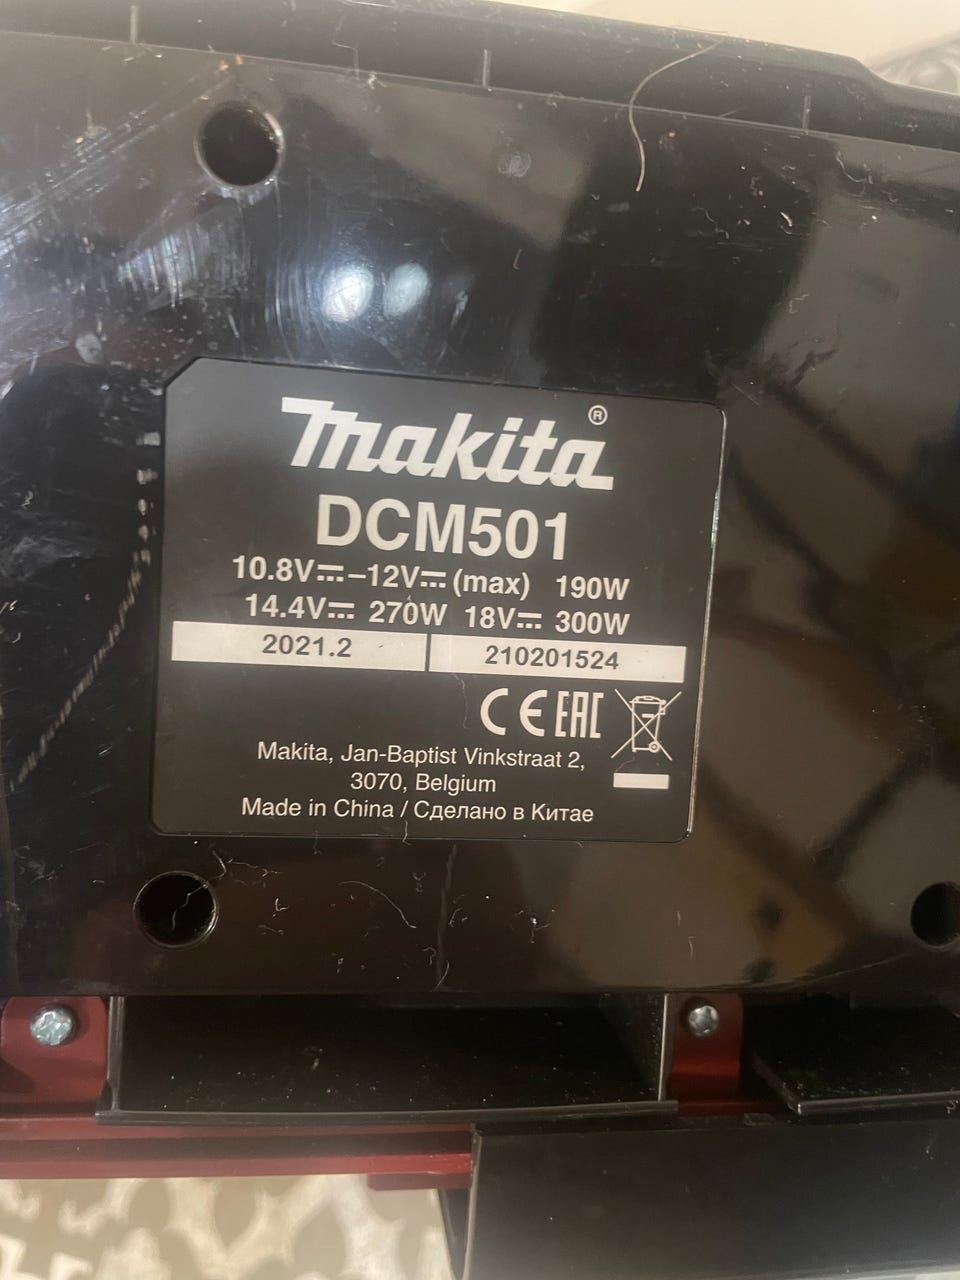 makita®
DCM501
10.8V⎓–12V⎓(max) 190W
14.4V⎓ 270W 18V⎓ 300W
2021.2 210201524
CE EAC
Makita, Jan-Baptist Vinkstraat 2,
3070, Belgium
Made in China / Сделано в Китае